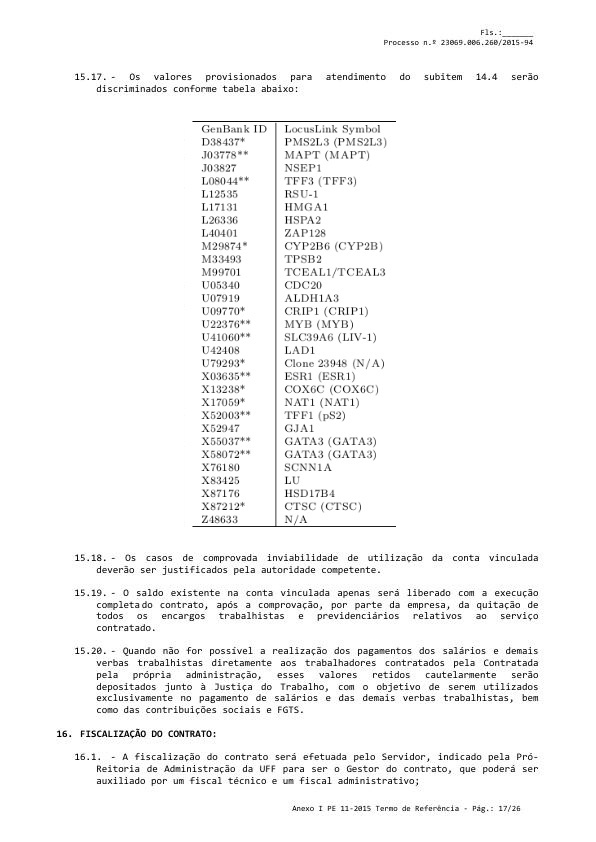 Fls.:_______
Processo n.º 23069.006.260/2015-94
15.17. - Os valores provisionados para atendimento do subitem 14.4 serão
discriminados conforme tabela abaixo:
GenBank ID LocusLink Symbol
D38437* PMS2L3 (PMS2L3)
J03778** MAPT (MAPT)
J03827 NSEP1
L08044** TFF3 (TFF3)
L12535 RSU-1
L17131 HMGA1
L26336 HSPA2
L40401 ZAP128
M29874* CYP2B6 (CYP2B)
M33493 TPSB2
M99701 TCEAL1/TCEAL3
U05340 CDC20
U07919 ALDH1A3
U09770* CRIP1 (CRIP1)
U22376** MYB (MYB)
U41060** SLC39A6 (LIV-1)
U42408 LAD1
U79293* Clone 23948 (N/A)
X03635** ESR1 (ESR1)
X13238* COX6C (COX6C)
X17059* NAT1 (NAT1)
X52003** TFF1 (pS2)
X52947 GJA1
X55037** GATA3 (GATA3)
X58072** GATA3 (GATA3)
X76180 SCNN1A
X83425 LU
X87176 HSD17B4
X87212* CTSC (CTSC)
Z48633 N/A
15.18. - Os casos de comprovada inviabilidade de utilização da conta vinculada
deverão ser justificados pela autoridade competente.
15.19. - O saldo existente na conta vinculada apenas será liberado com a execução
completa do contrato, após a comprovação, por parte da empresa, da quitação de
todos os encargos trabalhistas e previdenciários relativos ao serviço
contratado.
15.20. - Quando não for possível a realização dos pagamentos dos salários e demais
verbas trabalhistas diretamente aos trabalhadores contratados pela Contratada
pela própria administração, esses valores retidos cautelarmente serão
depositados junto à Justiça do Trabalho, com o objetivo de serem utilizados
exclusivamente no pagamento de salários e das demais verbas trabalhistas, bem
como das contribuições sociais e FGTS.
16. FISCALIZAÇÃO DO CONTRATO:
16.1. - A fiscalização do contrato será efetuada pelo Servidor, indicado pela Pró-
Reitoria de Administração da UFF para ser o Gestor do contrato, que poderá ser
auxiliado por um fiscal técnico e um fiscal administrativo;
Anexo I PE 11-2015 Termo de Referência - Pág.: 17/26